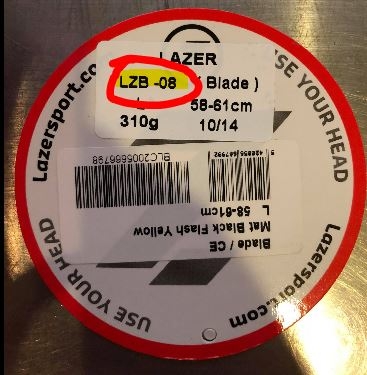 LAZER
LZB -08 ( Blade )
L 58-61cm
310g 10/14
Lazersport.com
USE YOUR HEAD
BLC2005666798
Blade / CE
Mat Black Flash Yellow
L 58-61cm
USE YOUR HEAD
Lazersport.com